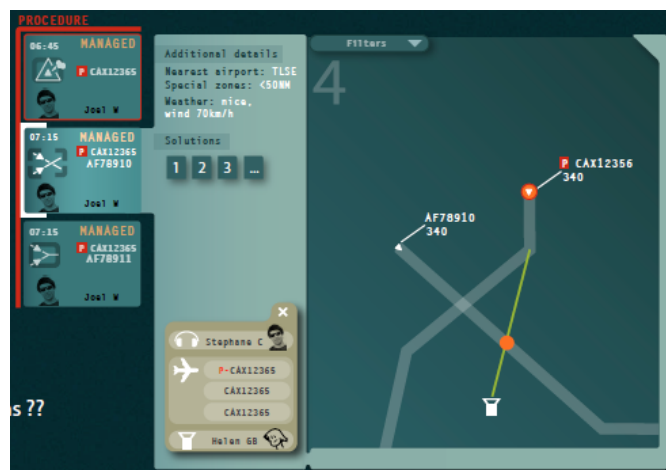 PROCEDURE
06:45 MANAGED
P CAX12365
Joel W
07:15 MANAGED
P CAX12365
AF78910
Joel W
07:15 MANAGED
P CAX12365
AF78911
Joel W
s ??
Additional details
Nearest airport: TLSE
Special zones: <50NM
Weather: nice,
wind 70km/h
Solutions
1 2 3 ...
×
Stephane C
P-CAX12365
CAX12365
CAX12365
Helen GB
Filters
4
P CAX12356
340
AF78910
340